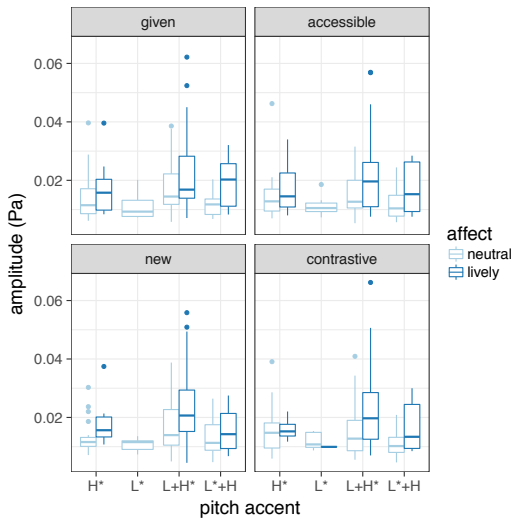 given
accessible
0.06
0.04
0.02
new
contrastive
0.06
0.04
0.02
H*
L*
L+H*
L*+H
H*
L*
L+H*
L*+H
pitch accent
amplitude (Pa)
affect
neutral
lively